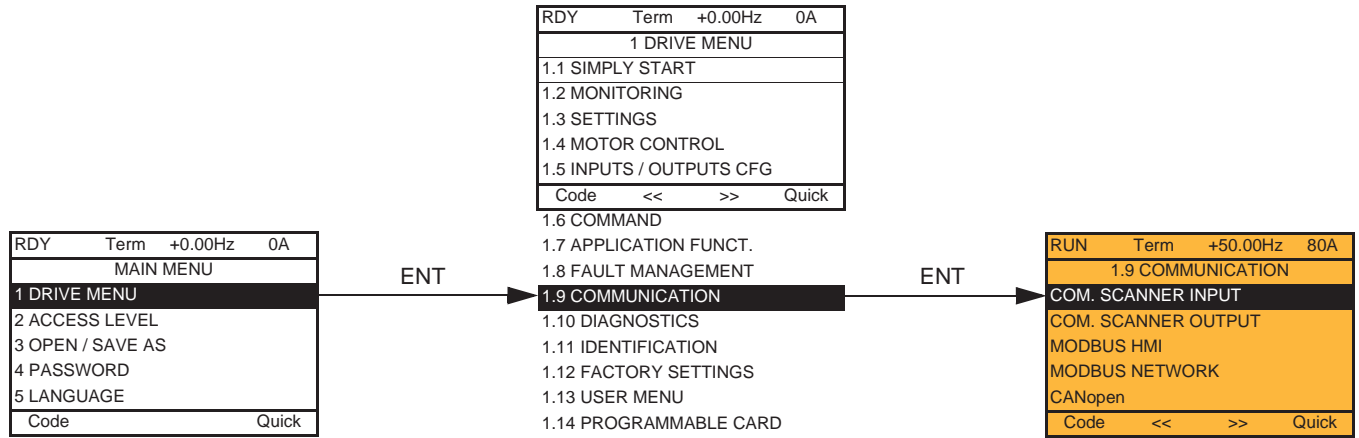 RDY Term +0.00Hz 0A
MAIN MENU
1 DRIVE MENU
2 ACCESS LEVEL
3 OPEN / SAVE AS
4 PASSWORD
5 LANGUAGE
Code Quick
ENT
RDY Term +0.00Hz 0A
1 DRIVE MENU
1.1 SIMPLY START
1.2 MONITORING
1.3 SETTINGS
1.4 MOTOR CONTROL
1.5 INPUTS / OUTPUTS CFG
Code << >> Quick
1.6 COMMAND
1.7 APPLICATION FUNCT.
1.8 FAULT MANAGEMENT
1.9 COMMUNICATION
1.10 DIAGNOSTICS
1.11 IDENTIFICATION
1.12 FACTORY SETTINGS
1.13 USER MENU
1.14 PROGRAMMABLE CARD
ENT
RUN Term +50.00Hz 80A
1.9 COMMUNICATION
COM. SCANNER INPUT
COM. SCANNER OUTPUT
MODBUS HMI
MODBUS NETWORK
CANopen
Code << >> Quick